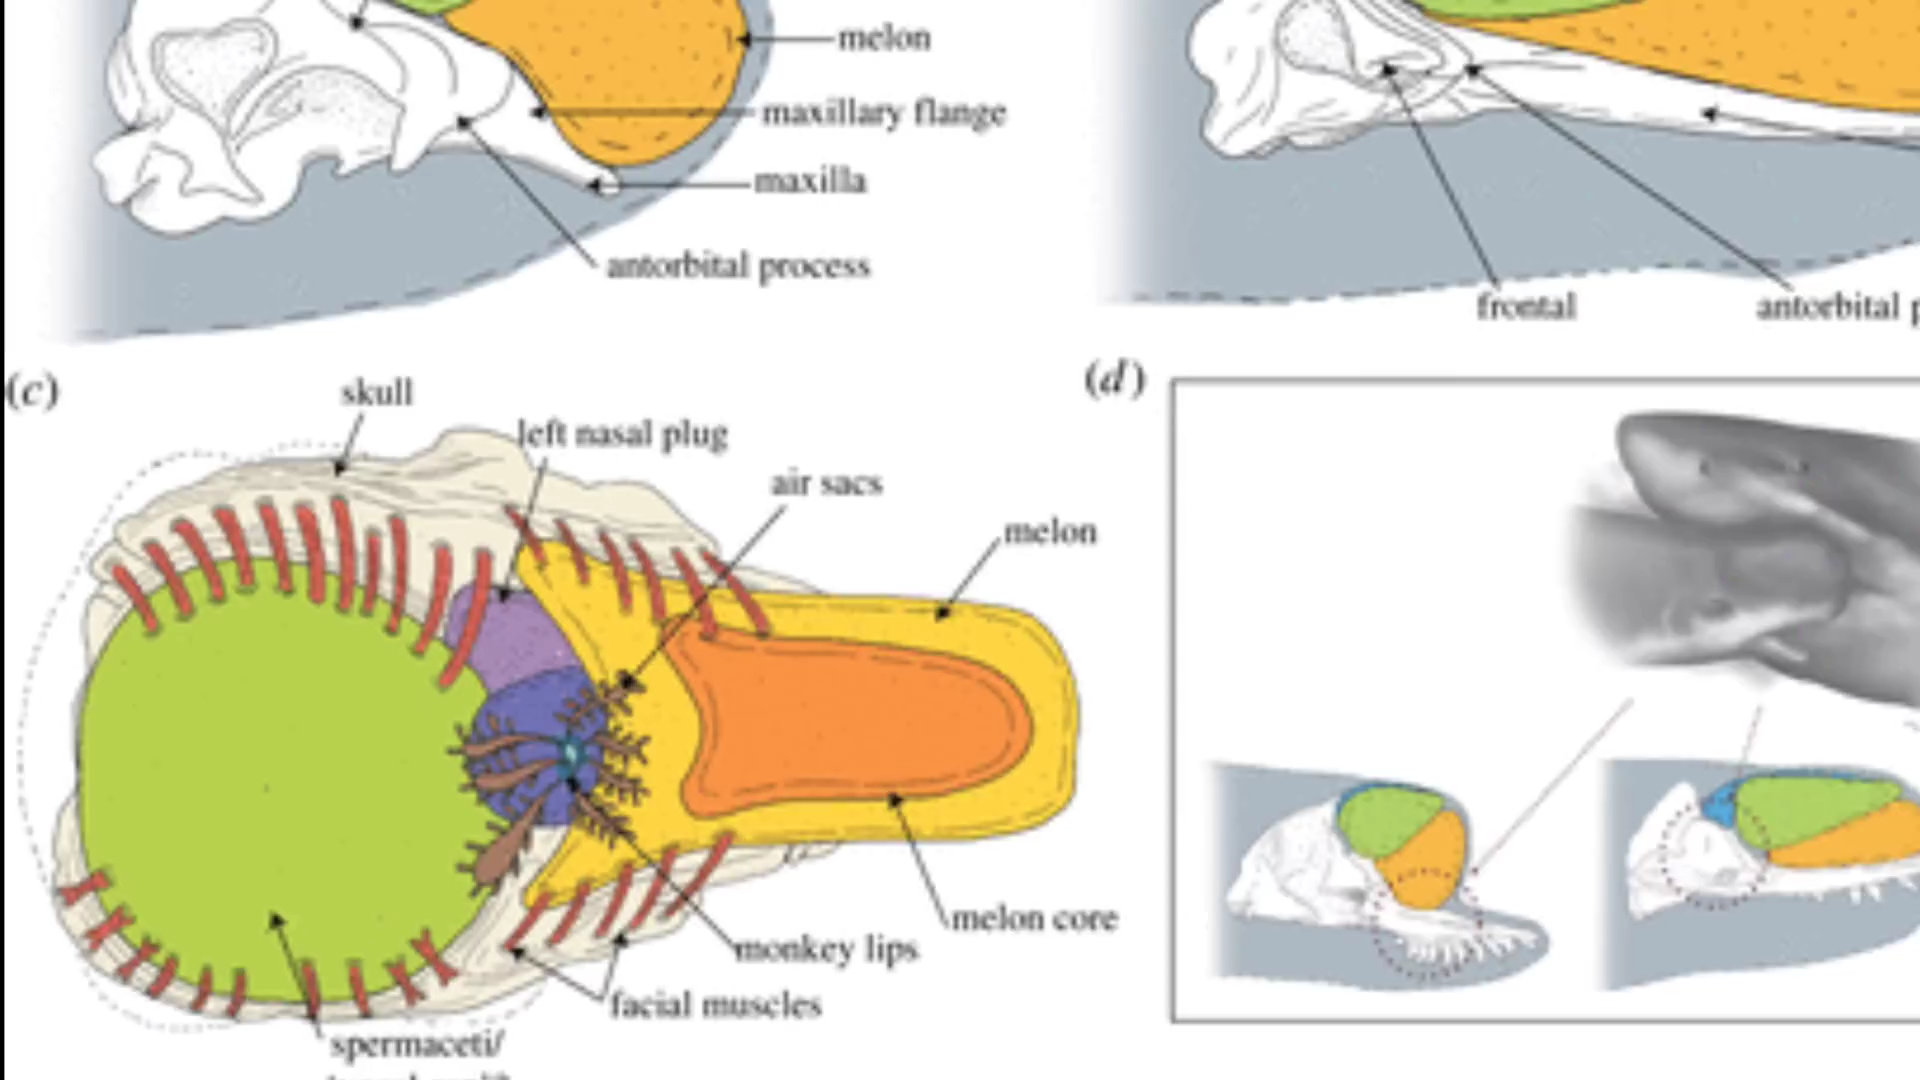 melon
maxillary flange
maxilla
antorbital process
frontal
antorbital p
(c)
skull
left nasal plug
air sacs
melon
melon core
monkey lips
facial muscles
spermaceti/
(d)